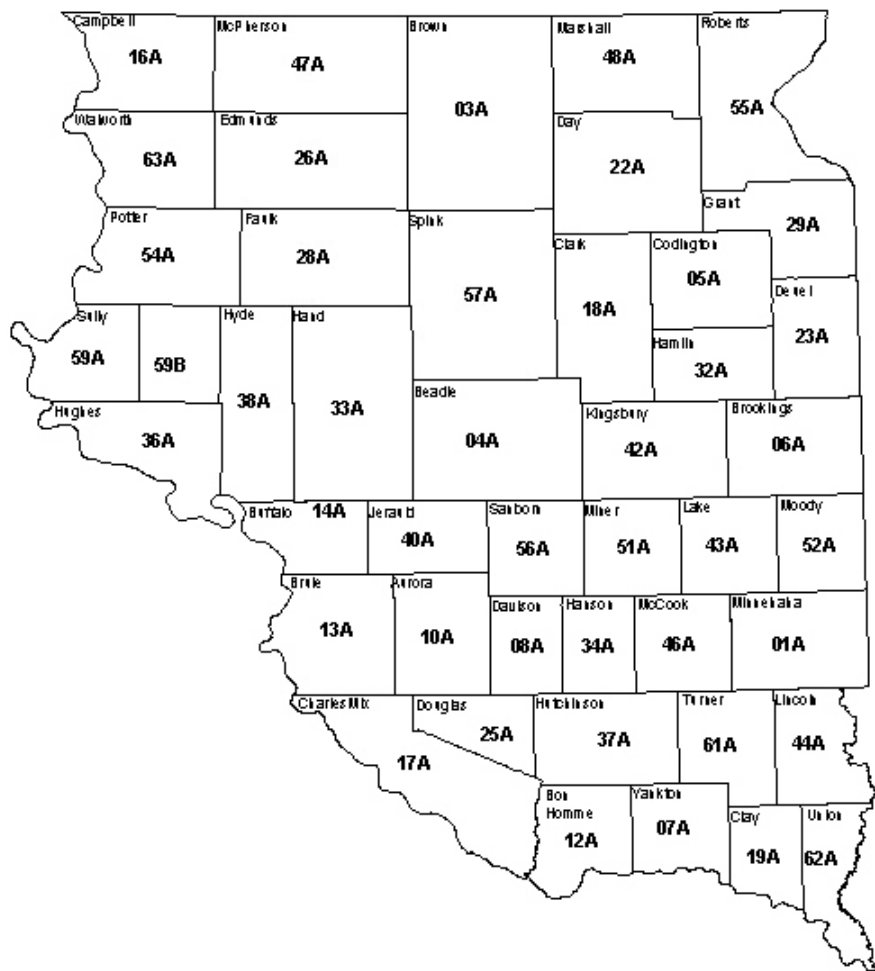 Campbell
16A
McPherson
47A
Brown
03A
Marshall
48A
Roberts
55A
Walworth
63A
Edmunds
26A
Day
22A
Grant
29A
Potter
54A
Faulk
28A
Spink
57A
Clark
18A
Codington
05A
Deuel
23A
Sully
59A
59B
Hyde
38A
Hand
33A
Hamlin
32A
Beadle
04A
Hughes
36A
Kingsbury
42A
Brookings
06A
Buffalo
14A
Jerauld
40A
Sanborn
56A
Miner
51A
Lake
43A
Moody
52A
Brule
13A
Aurora
10A
Davison
08A
Hanson
34A
McCook
46A
Minnehaha
01A
Charles Mix
17A
Douglas
25A
Hutchinson
37A
Turner
61A
Lincoln
44A
Bon
Homme
12A
Yankton
07A
Clay
19A
Union
62A